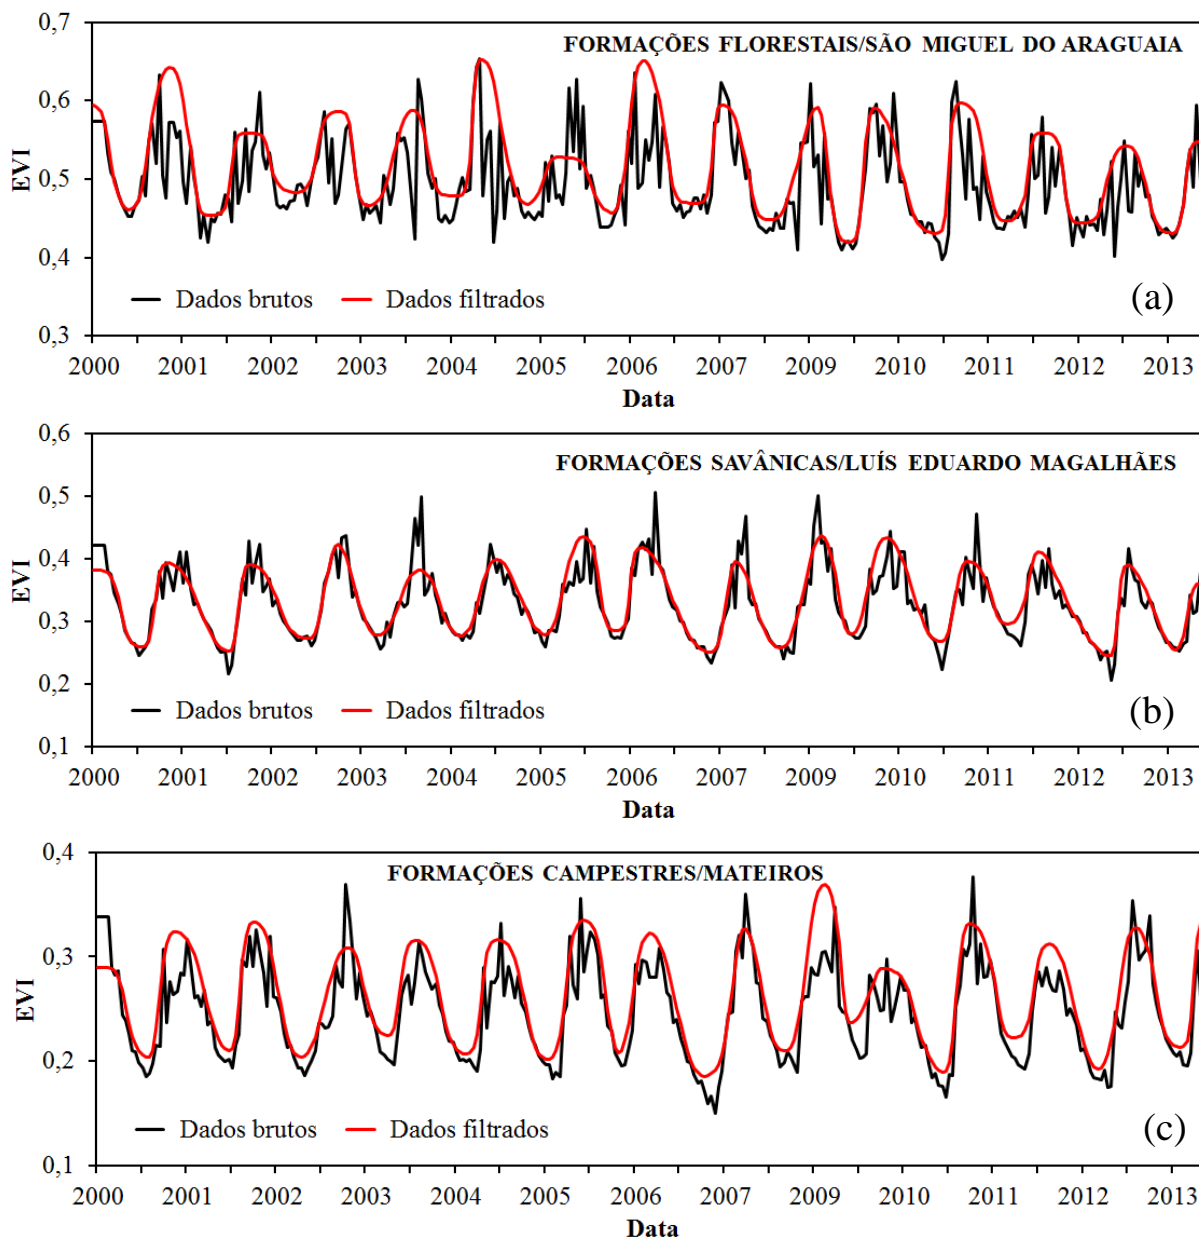 0,7
FORMAÇÕES FLORESTAIS/SÃO MIGUEL DO ARAGUAIA
0,6
EVI
0,5
0,4
Dados brutos
Dados filtrados
(a)
0,3
2000 2001 2002 2003 2004 2005 2006 2007 2009 2010 2011 2012 2013
Data
0,6
FORMAÇÕES SAVÂNICAS/LUÍS EDUARDO MAGALHÃES
0,5
0,4
EVI
0,3
0,2
Dados brutos
Dados filtrados
(b)
0,1
2000 2001 2002 2003 2004 2005 2006 2007 2009 2010 2011 2012 2013
Data
0,4
FORMAÇÕES CAMPESTRES/MATEIROS
0,3
EVI
0,2
Dados brutos
Dados filtrados
(c)
0,1
2000 2001 2002 2003 2004 2005 2006 2007 2009 2010 2011 2012 2013
Data